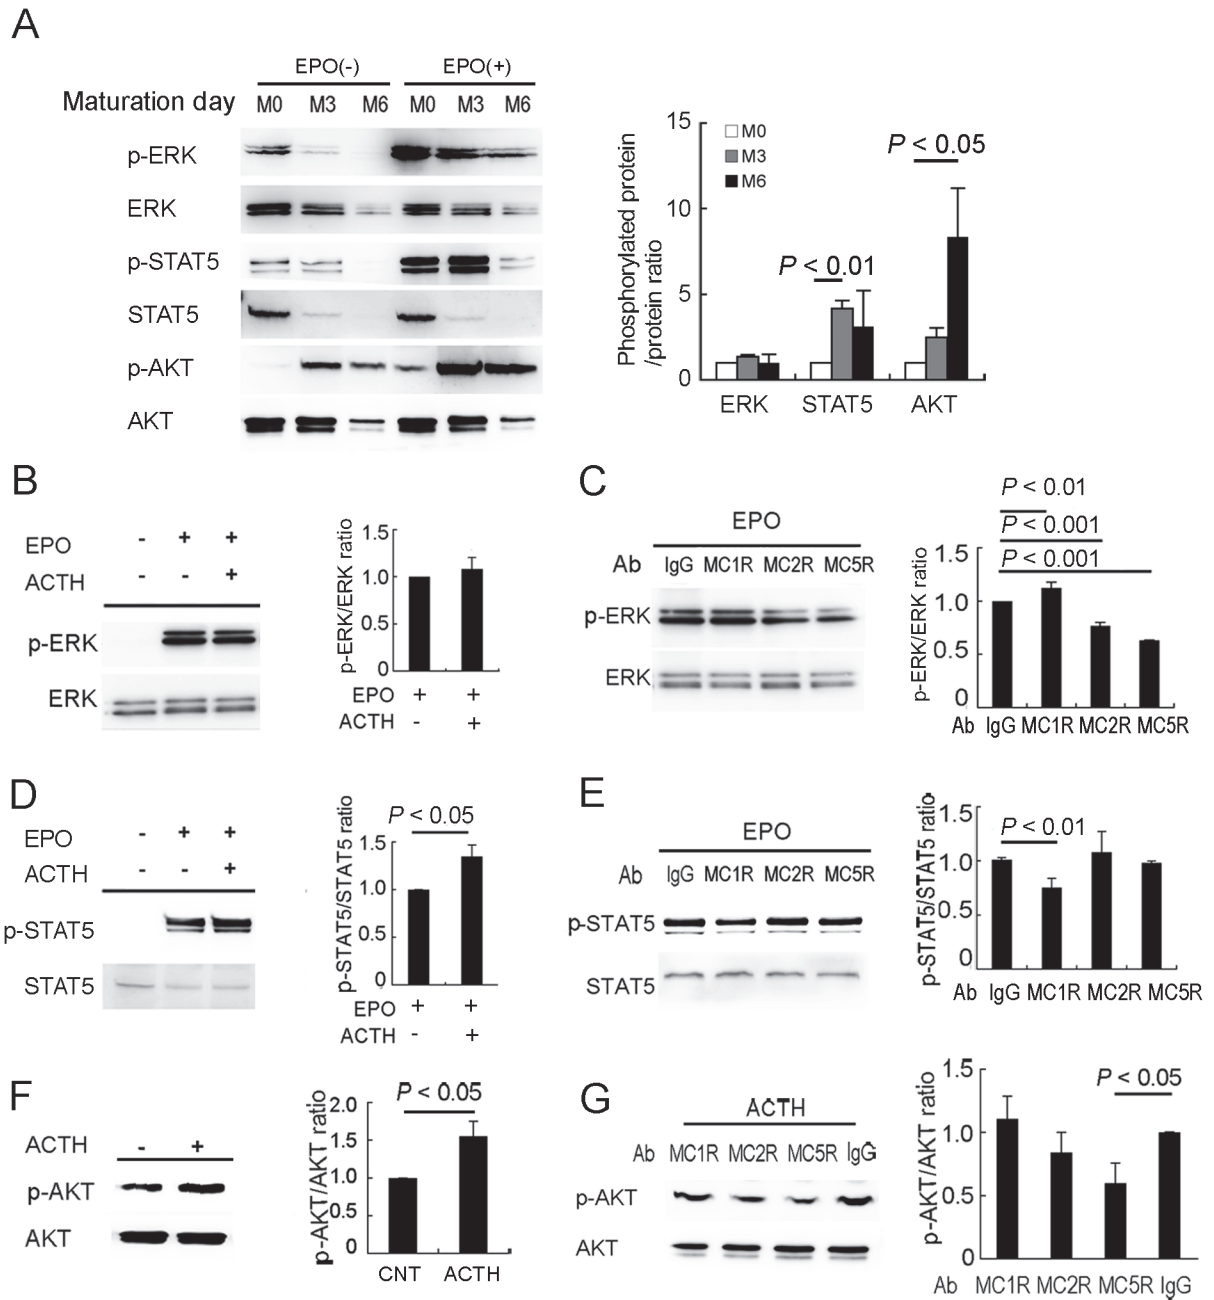 A
EPO(-) EPO(+)
Maturation day M0 M3 M6 M0 M3 M6
p-ERK
ERK
p-STAT5
STAT5
p-AKT
AKT
Phosphorylated protein
/protein ratio
15
10
5
0
M0
M3
M6
P < 0.01
P < 0.05
ERK STAT5 AKT
B
EPO - + +
ACTH - - +
p-ERK
ERK
p-ERK/ERK ratio
1.5
1.0
0.5
0
EPO + +
ACTH - +
C
EPO
Ab IgG MC1R MC2R MC5R
p-ERK
ERK
p-ERK/ERK ratio
1.5
1.0
0.5
0
P < 0.01
P < 0.001
P < 0.001
Ab IgG MC1R MC2R MC5R
D
EPO - + +
ACTH - - +
p-STAT5
STAT5
p-STAT5/STAT5 ratio
1.5
1.0
0.5
0
P < 0.05
EPO + +
ACTH - +
E
EPO
Ab IgG MC1R MC2R MC5R
p-STAT5
STAT5
p-STAT5/STAT5 ratio
1.5
1.0
0.5
0
P < 0.01
Ab IgG MC1R MC2R MC5R
F
ACTH - +
p-AKT
AKT
p-AKT/AKT ratio
2.0
1.5
1.0
0.5
0
P < 0.05
CNT ACTH
G
ACTH
Ab MC1R MC2R MC5R IgG
p-AKT
AKT
p-AKT/AKT ratio
1.5
1.0
0.5
0
P < 0.05
Ab MC1R MC2R MC5R IgG